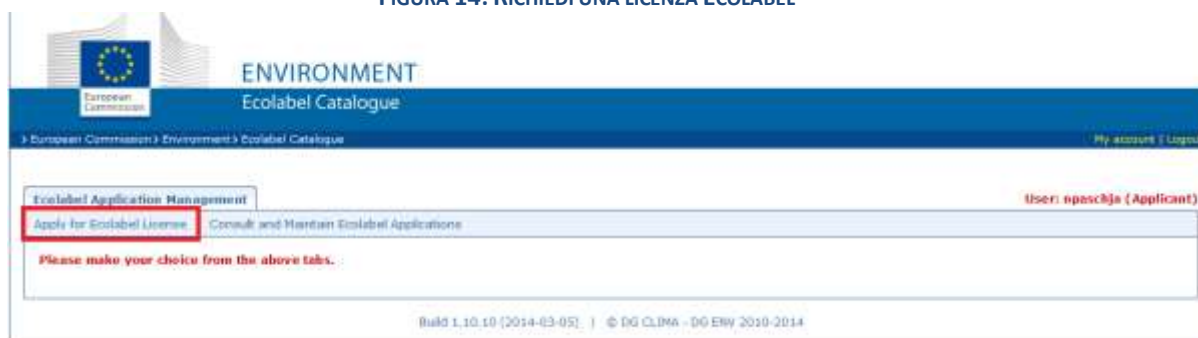 FIGURA 14: RICHIEDI UNA LICENZA ECOLABEL
ENVIRONMENT
European
Commission
Ecolabel Catalogue
> European Commission > Environment > Ecolabel Catalogue
My account | Logout
Ecolabel Application Management
User: npaschja (Applicant)
Apply for Ecolabel License Consult and Maintain Ecolabel Applications
Please make your choice from the above tabs.
Build 1.10.10 (2014-03-05) | © DG CLIMA - DG ENV 2010-2014